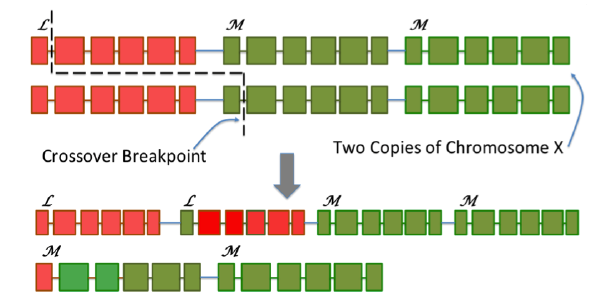 ℒ ℳ ℳ
Crossover Breakpoint
Two Copies of Chromosome X
ℒ ℒ ℳ ℳ
ℳ ℳ